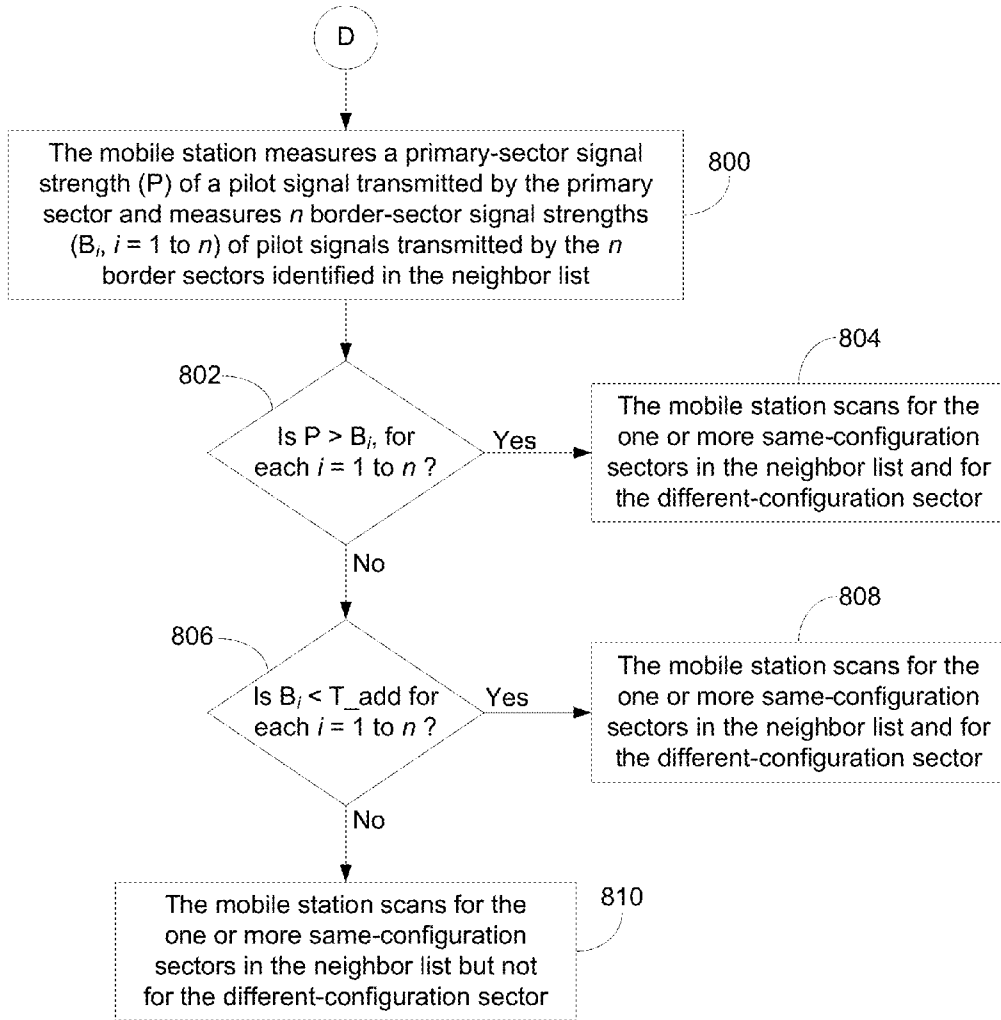 D
The mobile station measures a primary-sector signal
strength (P) of a pilot signal transmitted by the primary
sector and measures n border-sector signal strengths
(Bi, i = 1 to n) of pilot signals transmitted by the n
border sectors identified in the neighbor list
800
802
Is P > Bi, for
each i = 1 to n ?
Yes
804
The mobile station scans for the
one or more same-configuration
sectors in the neighbor list and for
the different-configuration sector
No
806
Is Bi < T_add for
each i = 1 to n ?
Yes
808
The mobile station scans for the
one or more same-configuration
sectors in the neighbor list and for
the different-configuration sector
No
The mobile station scans for the
one or more same-configuration
sectors in the neighbor list but not
for the different-configuration sector
810